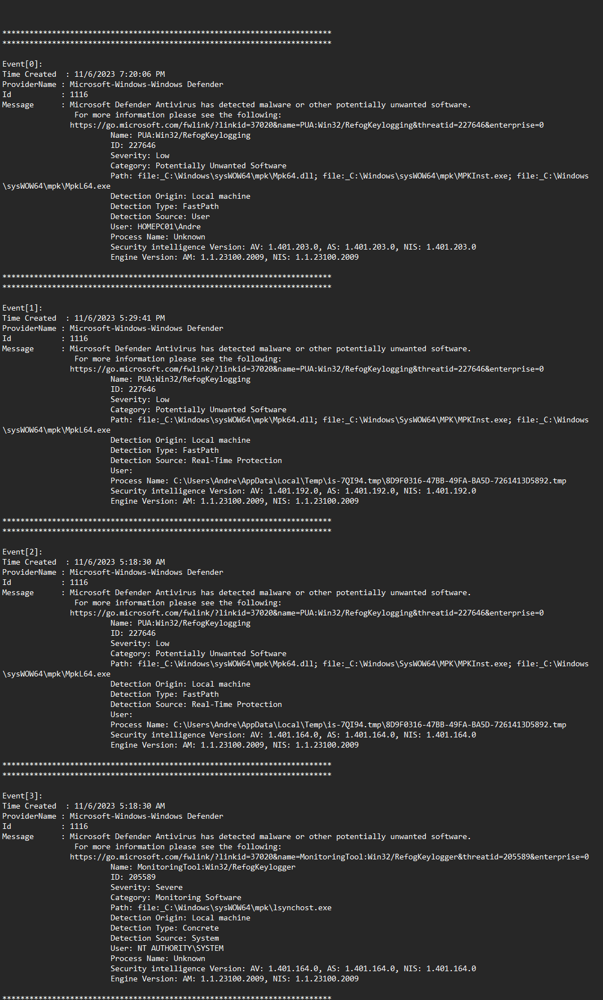 *************************************************************************
*************************************************************************
Event[0]:
Time Created  : 11/6/2023 7:20:06 PM
ProviderName : Microsoft-Windows-Windows Defender
Id           : 1116
Message      : Microsoft Defender Antivirus has detected malware or other potentially unwanted software.
For more information please see the following:
https://go.microsoft.com/fwlink/?linkid=37020&name=PUA:Win32/RefogKeylogging&threatid=227646&enterprise=0
Name: PUA:Win32/RefogKeylogging
ID: 227646
Severity: Low
Category: Potentially Unwanted Software
Path: file:_C:\Windows\sysWOW64\mpk\Mpk64.dll; file:_C:\Windows\sysWOW64\mpk\MPKInst.exe; file:_C:\Windows
\sysWOW64\mpk\MpkL64.exe
Detection Origin: Local machine
Detection Type: FastPath
Detection Source: User
User: HOMEPC01\Andre
Process Name: Unknown
Security intelligence Version: AV: 1.401.203.0, AS: 1.401.203.0, NIS: 1.401.203.0
Engine Version: AM: 1.1.23100.2009, NIS: 1.1.23100.2009
*************************************************************************
*************************************************************************
Event[1]:
Time Created  : 11/6/2023 5:29:41 PM
ProviderName : Microsoft-Windows-Windows Defender
Id           : 1116
Message      : Microsoft Defender Antivirus has detected malware or other potentially unwanted software.
For more information please see the following:
https://go.microsoft.com/fwlink/?linkid=37020&name=PUA:Win32/RefogKeylogging&threatid=227646&enterprise=0
Name: PUA:Win32/RefogKeylogging
ID: 227646
Severity: Low
Category: Potentially Unwanted Software
Path: file:_C:\Windows\sysWOW64\mpk\Mpk64.dll; file:_C:\Windows\SysWOW64\MPK\MPKInst.exe; file:_C:\Windows
\sysWOW64\mpk\MpkL64.exe
Detection Origin: Local machine
Detection Type: FastPath
Detection Source: Real-Time Protection
User:
Process Name: C:\Users\Andre\AppData\Local\Temp\is-7QI94.tmp\8D9F0316-47BB-49FA-BA5D-7261413D5892.tmp
Security intelligence Version: AV: 1.401.192.0, AS: 1.401.192.0, NIS: 1.401.192.0
Engine Version: AM: 1.1.23100.2009, NIS: 1.1.23100.2009
*************************************************************************
*************************************************************************
Event[2]:
Time Created  : 11/6/2023 5:18:30 AM
ProviderName : Microsoft-Windows-Windows Defender
Id           : 1116
Message      : Microsoft Defender Antivirus has detected malware or other potentially unwanted software.
For more information please see the following:
https://go.microsoft.com/fwlink/?linkid=37020&name=PUA:Win32/RefogKeylogging&threatid=227646&enterprise=0
Name: PUA:Win32/RefogKeylogging
ID: 227646
Severity: Low
Category: Potentially Unwanted Software
Path: file:_C:\Windows\sysWOW64\mpk\Mpk64.dll; file:_C:\Windows\SysWOW64\MPK\MPKInst.exe; file:_C:\Windows
\sysWOW64\mpk\MpkL64.exe
Detection Origin: Local machine
Detection Type: FastPath
Detection Source: Real-Time Protection
User:
Process Name: C:\Users\Andre\AppData\Local\Temp\is-7QI94.tmp\8D9F0316-47BB-49FA-BA5D-7261413D5892.tmp
Security intelligence Version: AV: 1.401.164.0, AS: 1.401.164.0, NIS: 1.401.164.0
Engine Version: AM: 1.1.23100.2009, NIS: 1.1.23100.2009
*************************************************************************
*************************************************************************
Event[3]:
Time Created  : 11/6/2023 5:18:30 AM
ProviderName : Microsoft-Windows-Windows Defender
Id           : 1116
Message      : Microsoft Defender Antivirus has detected malware or other potentially unwanted software.
For more information please see the following:
https://go.microsoft.com/fwlink/?linkid=37020&name=MonitoringTool:Win32/RefogKeylogger&threatid=205589&enterprise=0
Name: MonitoringTool:Win32/RefogKeylogger
ID: 205589
Severity: Severe
Category: Monitoring Software
Path: file:_C:\Windows\sysWOW64\mpk\lsynchost.exe
Detection Origin: Local machine
Detection Type: Concrete
Detection Source: System
User: NT AUTHORITY\SYSTEM
Process Name: Unknown
Security intelligence Version: AV: 1.401.164.0, AS: 1.401.164.0, NIS: 1.401.164.0
Engine Version: AM: 1.1.23100.2009, NIS: 1.1.23100.2009
*************************************************************************